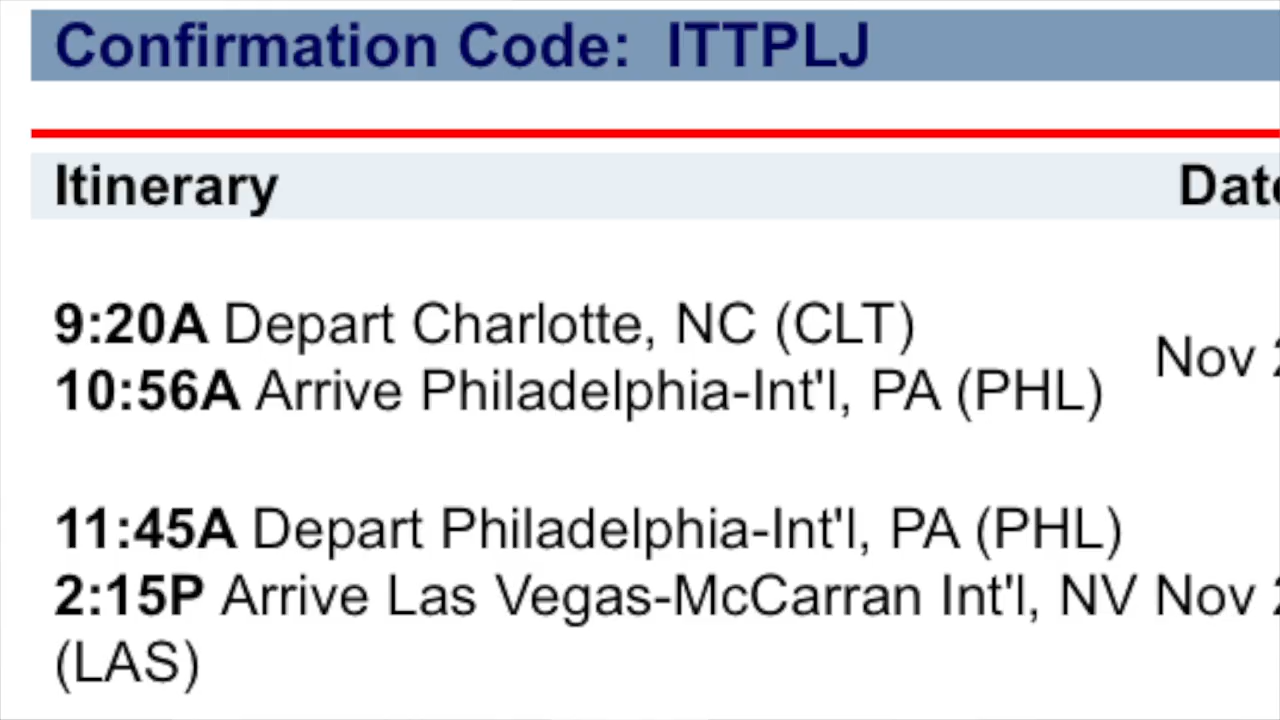 Confirmation Code: ITTPLJ
Itinerary
9:20A Depart Charlotte, NC (CLT)
10:56A Arrive Philadelphia-Int'l, PA (PHL)
Nov
11:45A Depart Philadelphia-Int'l, PA (PHL)
2:15P Arrive Las Vegas-McCarran Int'l, NV Nov
(LAS)